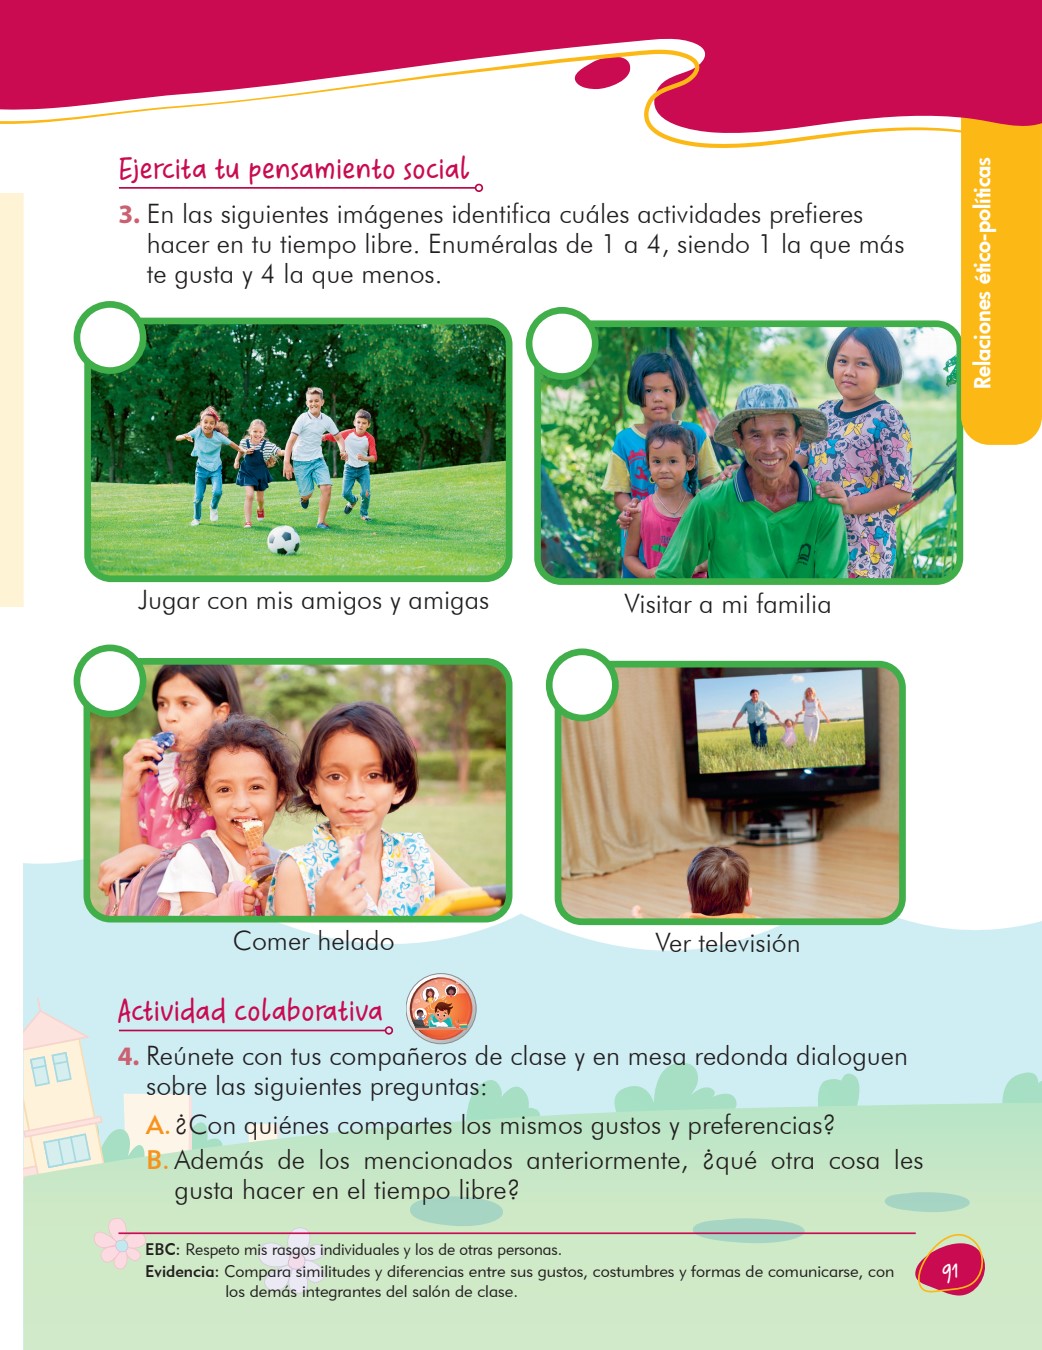 Relaciones ético-políticas
Ejercita tu pensamiento social
3. En las siguientes imágenes identifica cuáles actividades prefieres
hacer en tu tiempo libre. Enuméralas de 1 a 4, siendo 1 la que más
te gusta y 4 la que menos.
Jugar con mis amigos y amigas
Visitar a mi familia
Comer helado
Ver televisión
Actividad colaborativa
4. Reúnete con tus compañeros de clase y en mesa redonda dialoguen
sobre las siguientes preguntas:
A. ¿Con quiénes compartes los mismos gustos y preferencias?
B. Además de los mencionados anteriormente, ¿qué otra cosa les
gusta hacer en el tiempo libre?
EBC: Respeto mis rasgos individuales y los de otras personas.
Evidencia: Compara similitudes y diferencias entre sus gustos, costumbres y formas de comunicarse, con
los demás integrantes del salón de clase.
91